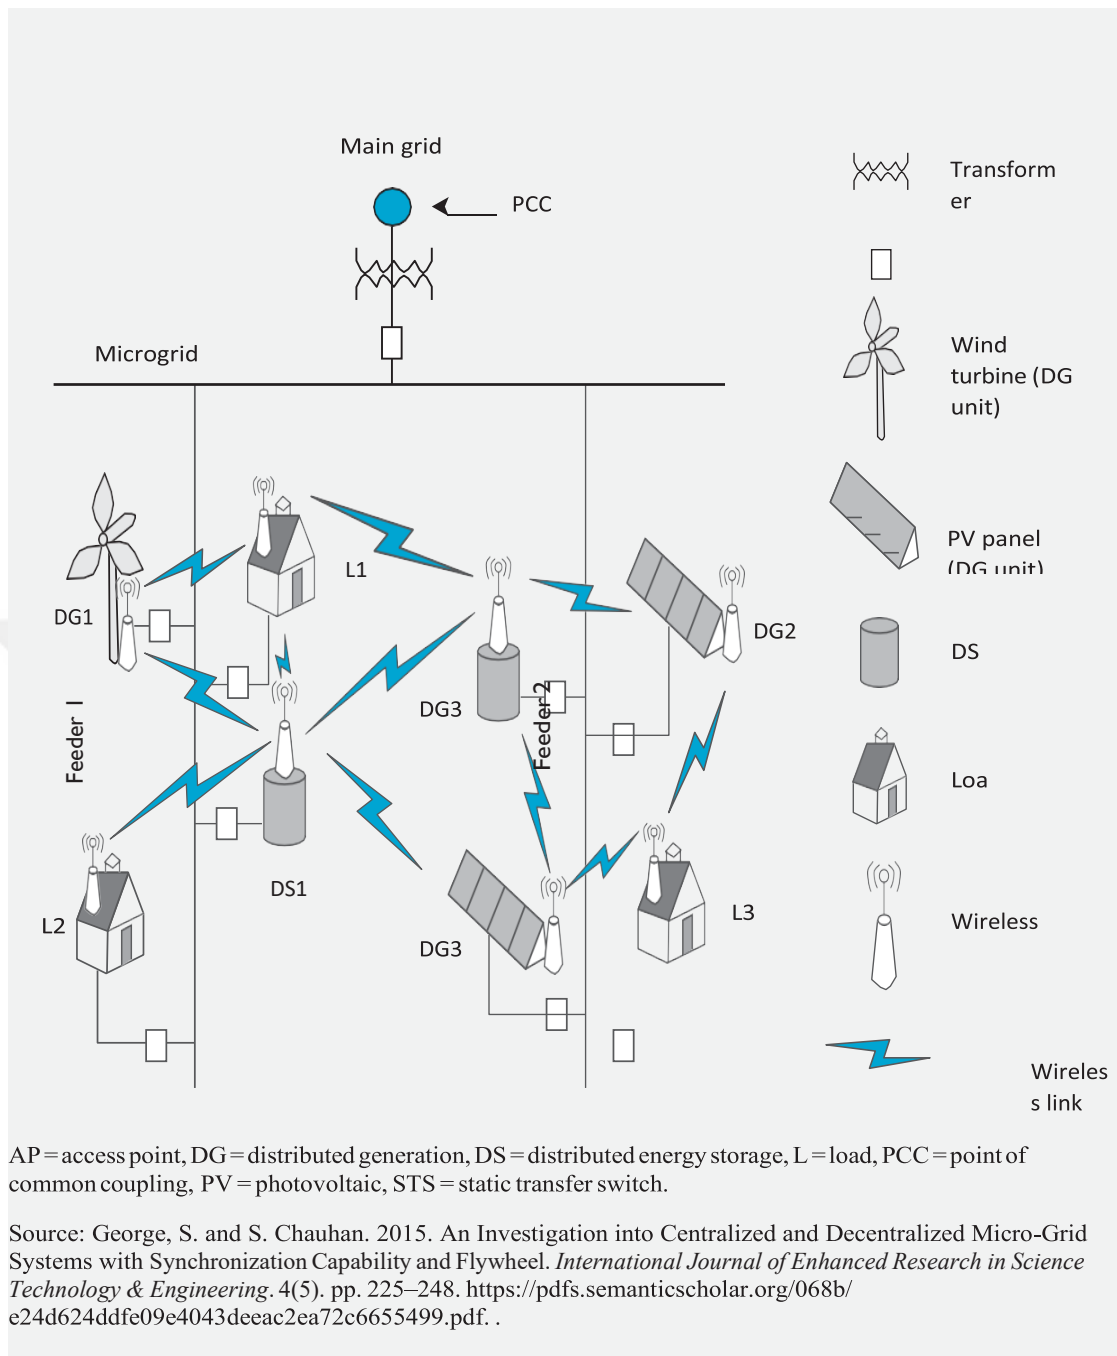 Main grid
PCC
Transform
er
Microgrid
Wind
turbine (DG
unit)
L1
PV panel
(DG unit)
DG1
DG2
DS
DG3
Feeder 1
Feeder 2
Loa
DS1
L2
DG3
L3
Wireless
Wireles
s link
AP = access point, DG = distributed generation, DS = distributed energy storage, L = load, PCC = point of
common coupling, PV = photovoltaic, STS = static transfer switch.
Source: George, S. and S. Chauhan. 2015. An Investigation into Centralized and Decentralized Micro-Grid
Systems with Synchronization Capability and Flywheel. International Journal of Enhanced Research in Science
Technology & Engineering. 4(5). pp. 225–248. https://pdfs.semanticscholar.org/068b/
e24d624ddfe09e4043deeac2ea72c6655499.pdf. .